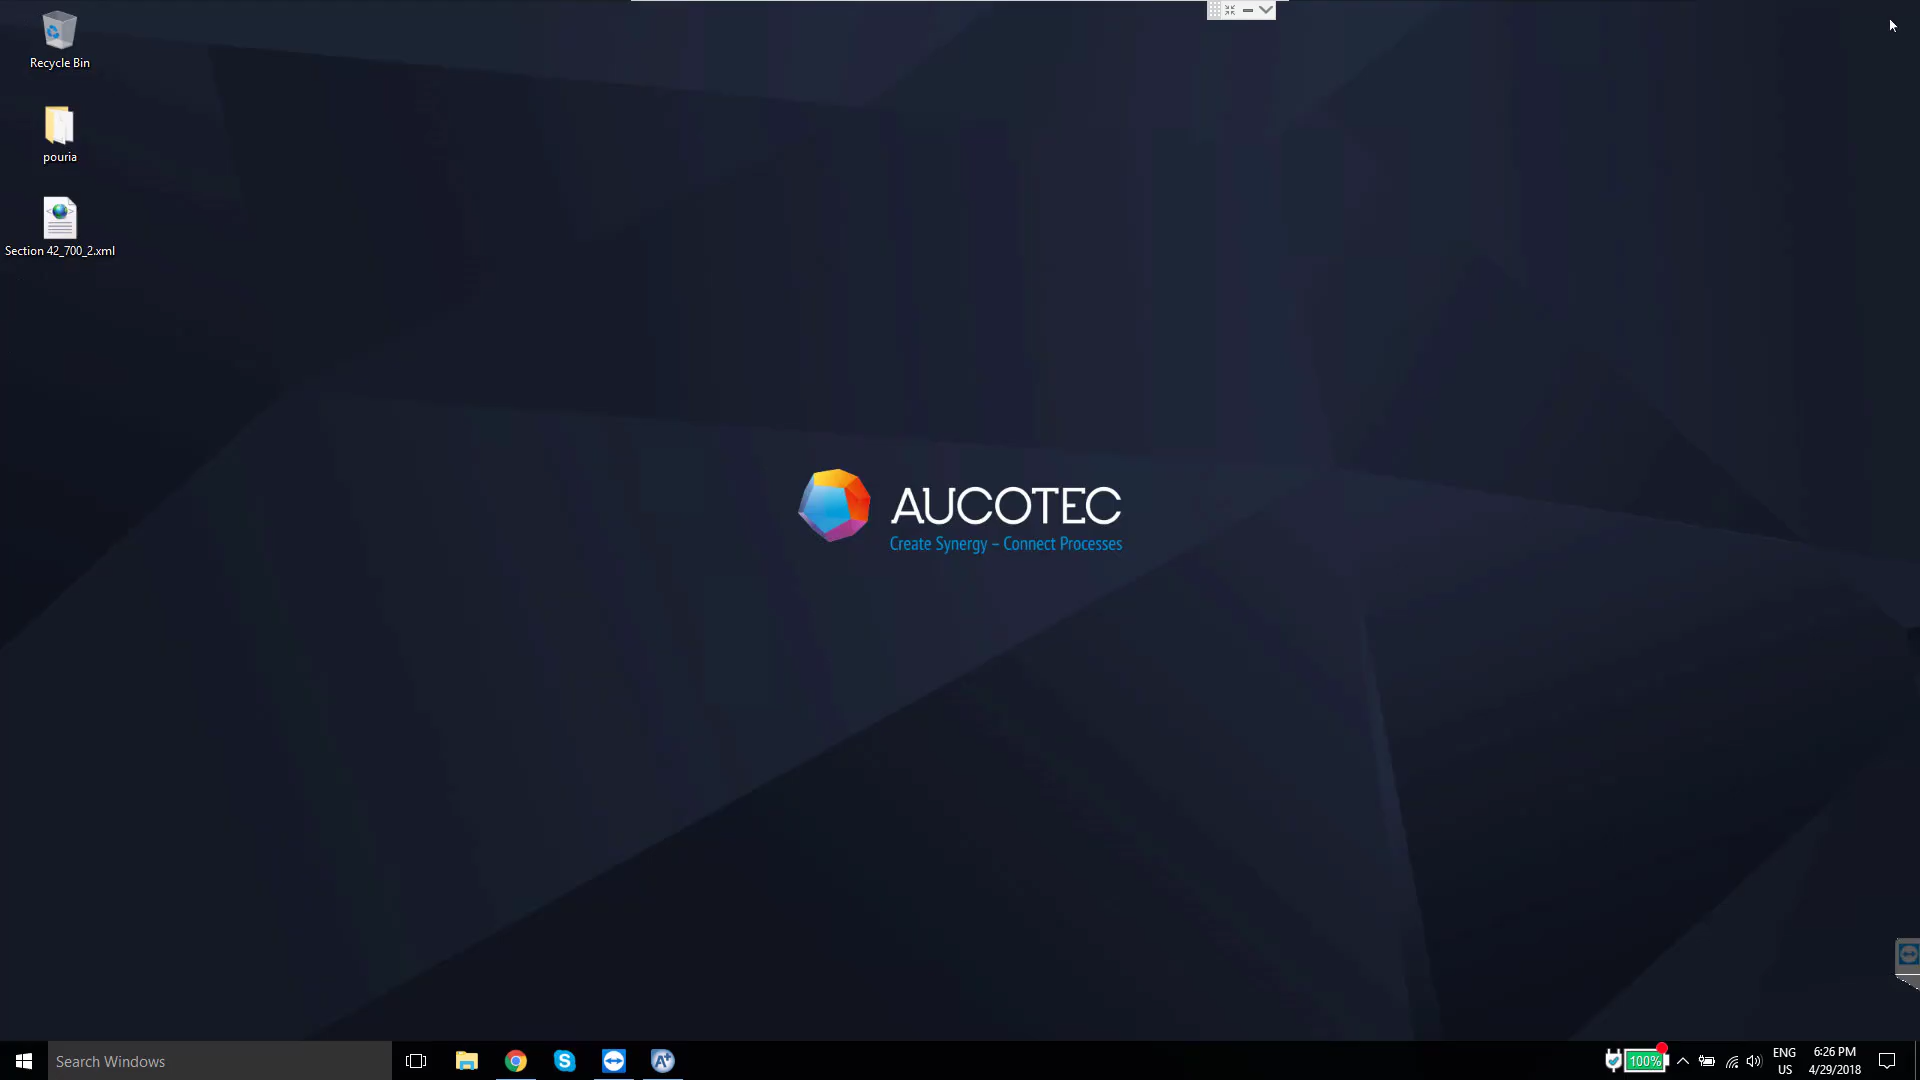 Recycle Bin
pouria
Section 42_700_2.xml
AUCOTEC
Create Synergy – Connect Processes
Search Windows
100%
ENG
US
6:26 PM
4/29/2018